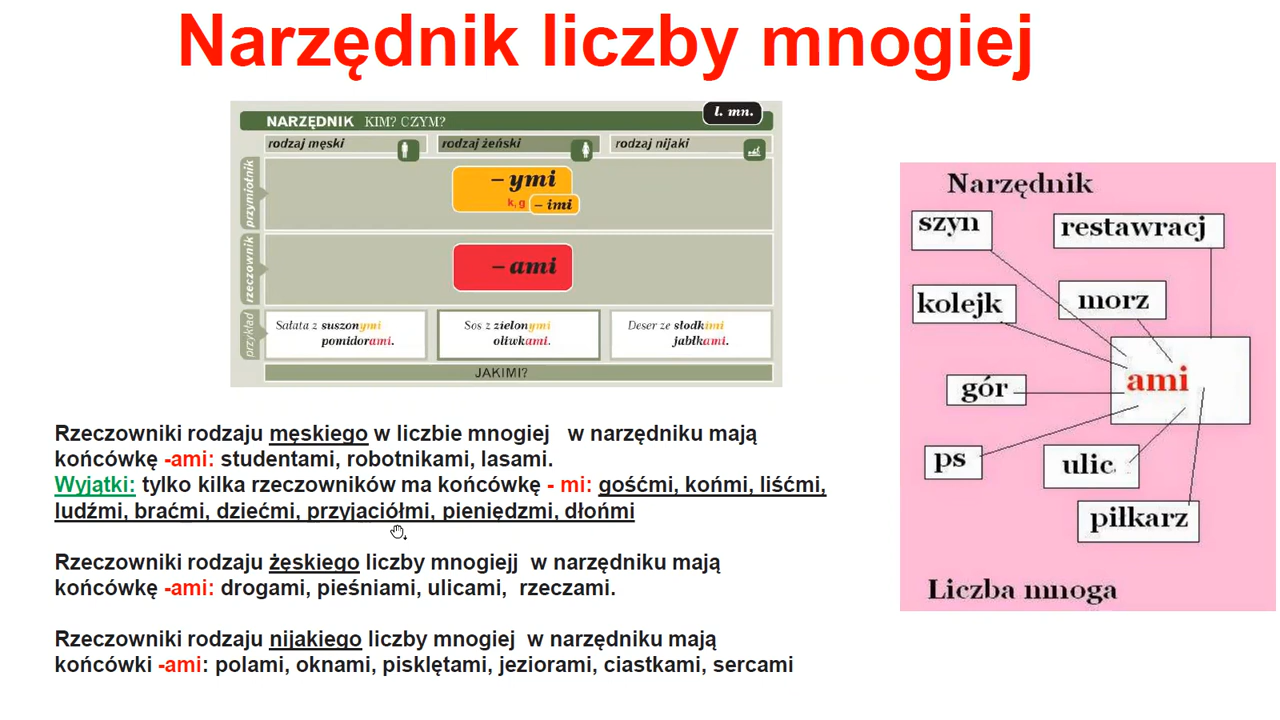 Narzędnik liczby mnogiej
NARZĘDNIK KIM? CZYM?
l. mn.
rodzaj męski
rodzaj żeński
rodzaj nijaki
przymiotnik
– ymi
k, g – imi
rzeczownik
– ami
przykład
Sałata z suszonymi
pomidorami.
Sos z zielonymi
oliwkami.
Deser ze słodkimi
jabłkami.
JAKIMI?
Rzeczowniki rodzaju męskiego w liczbie mnogiej w narzędniku mają
końcówkę -ami: studentami, robotnikami, lasami.
Wyjątki: tylko kilka rzeczowników ma końcówkę - mi: gośćmi, końmi, liśćmi,
ludźmi, braćmi, dziećmi, przyjaciółmi, pieniędzmi, dłońmi
Rzeczowniki rodzaju żęskiego liczby mnogiejj w narzędniku mają
końcówkę -ami: drogami, pieśniami, ulicami, rzeczami.
Rzeczowniki rodzaju nijakiego liczby mnogiej w narzędniku mają
końcówki -ami: polami, oknami, pisklętami, jeziorami, ciastkami, sercami
Narzędnik
szyn
restawracj
kolejk
morz
ami
gór
ps
ulic
piłkarz
Liczba mnoga